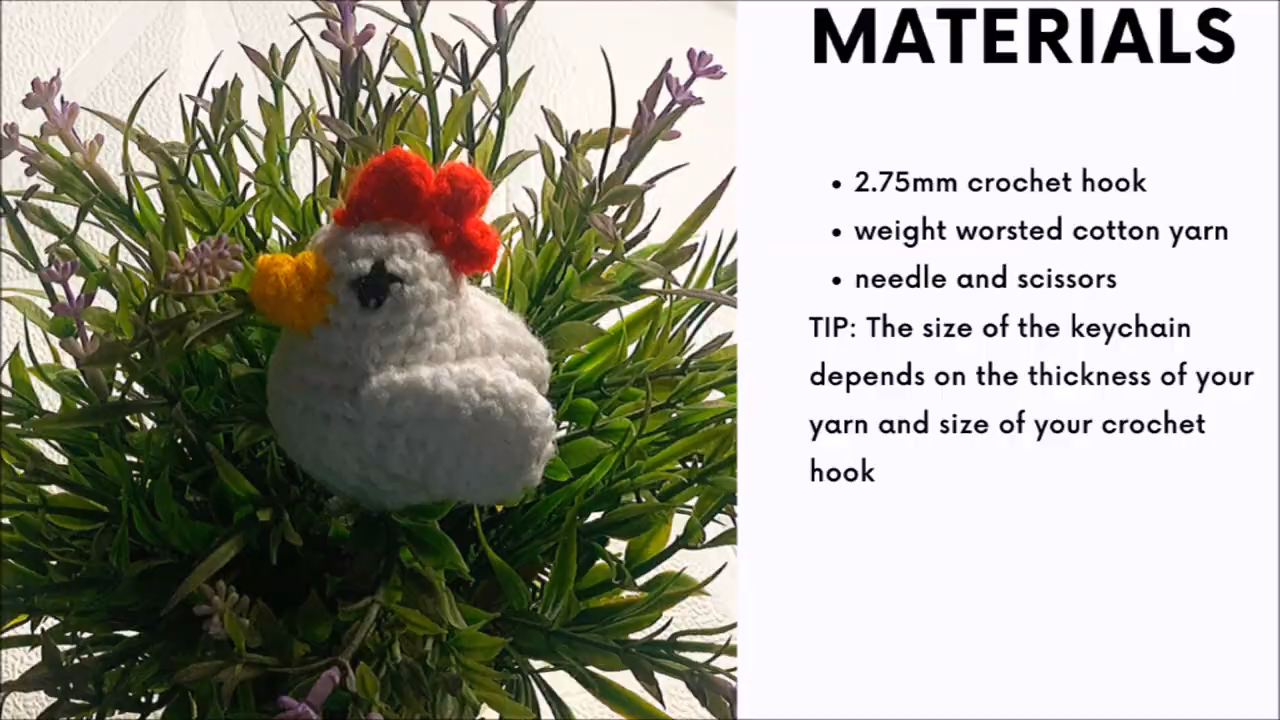 MATERIALS
• 2.75mm crochet hook
• weight worsted cotton yarn
• needle and scissors
TIP: The size of the keychain
depends on the thickness of your
yarn and size of your crochet
hook